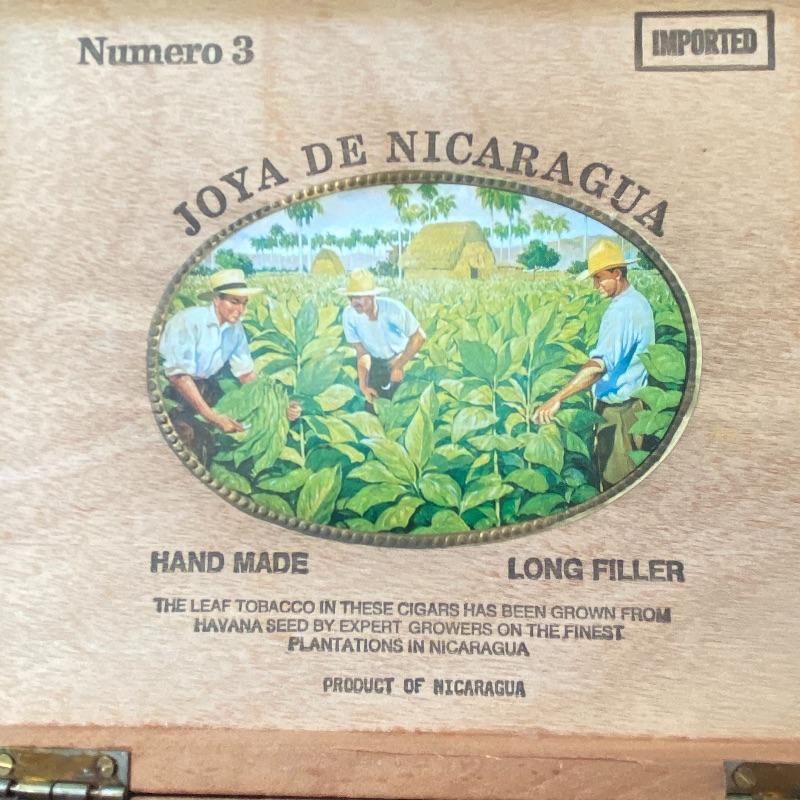 Numero 3
IMPORTED
JOYA DE NICARAGUA
HAND MADE
LONG FILLER
THE LEAF TOBACCO IN THESE CIGARS HAS BEEN GROWN FROM
HAVANA SEED BY EXPERT GROWERS ON THE FINEST
PLANTATIONS IN NICARAGUA
PRODUCT OF NICARAGUA